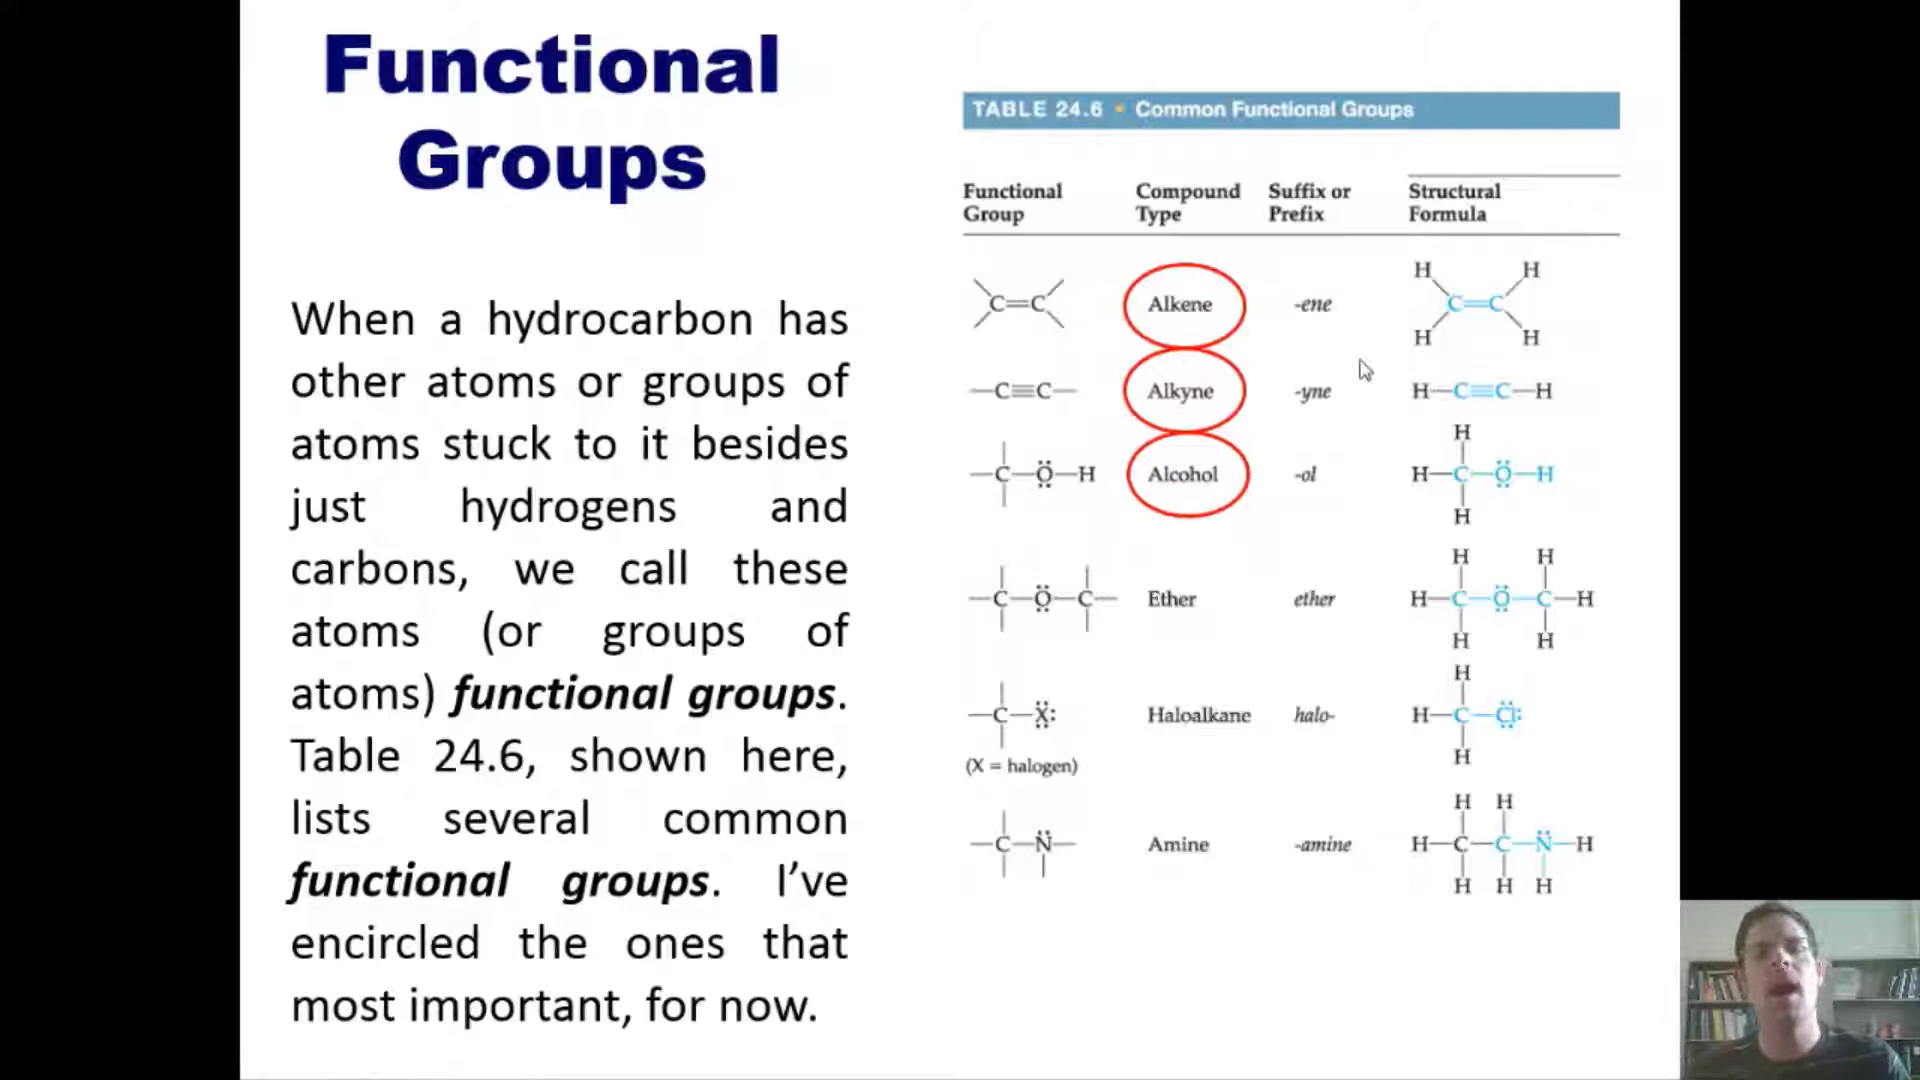 Functional
Groups
When a hydrocarbon has
other atoms or groups of
atoms stuck to it besides
just hydrogens and
carbons, we call these
atoms (or groups of
atoms) functional groups.
Table 24.6, shown here,
lists several common
functional groups. I’ve
encircled the ones that
most important, for now.
TABLE 24.6 • Common Functional Groups
Functional Group Compound Type Suffix or Prefix Structural Formula
C=C Alkene -ene H H C=C H H
—C≡C— Alkyne -yne H—C≡C—H
—C—Ö—H Alcohol -ol H H—C—Ö—H H
—C—Ö—C— Ether ether H H H—C—Ö—C—H H H
—C—Ẍ: Haloalkane halo- H H—C—Cl: H
(X = halogen)
—C—N̈— Amine -amine H H H—C—C—N̈—H H H H